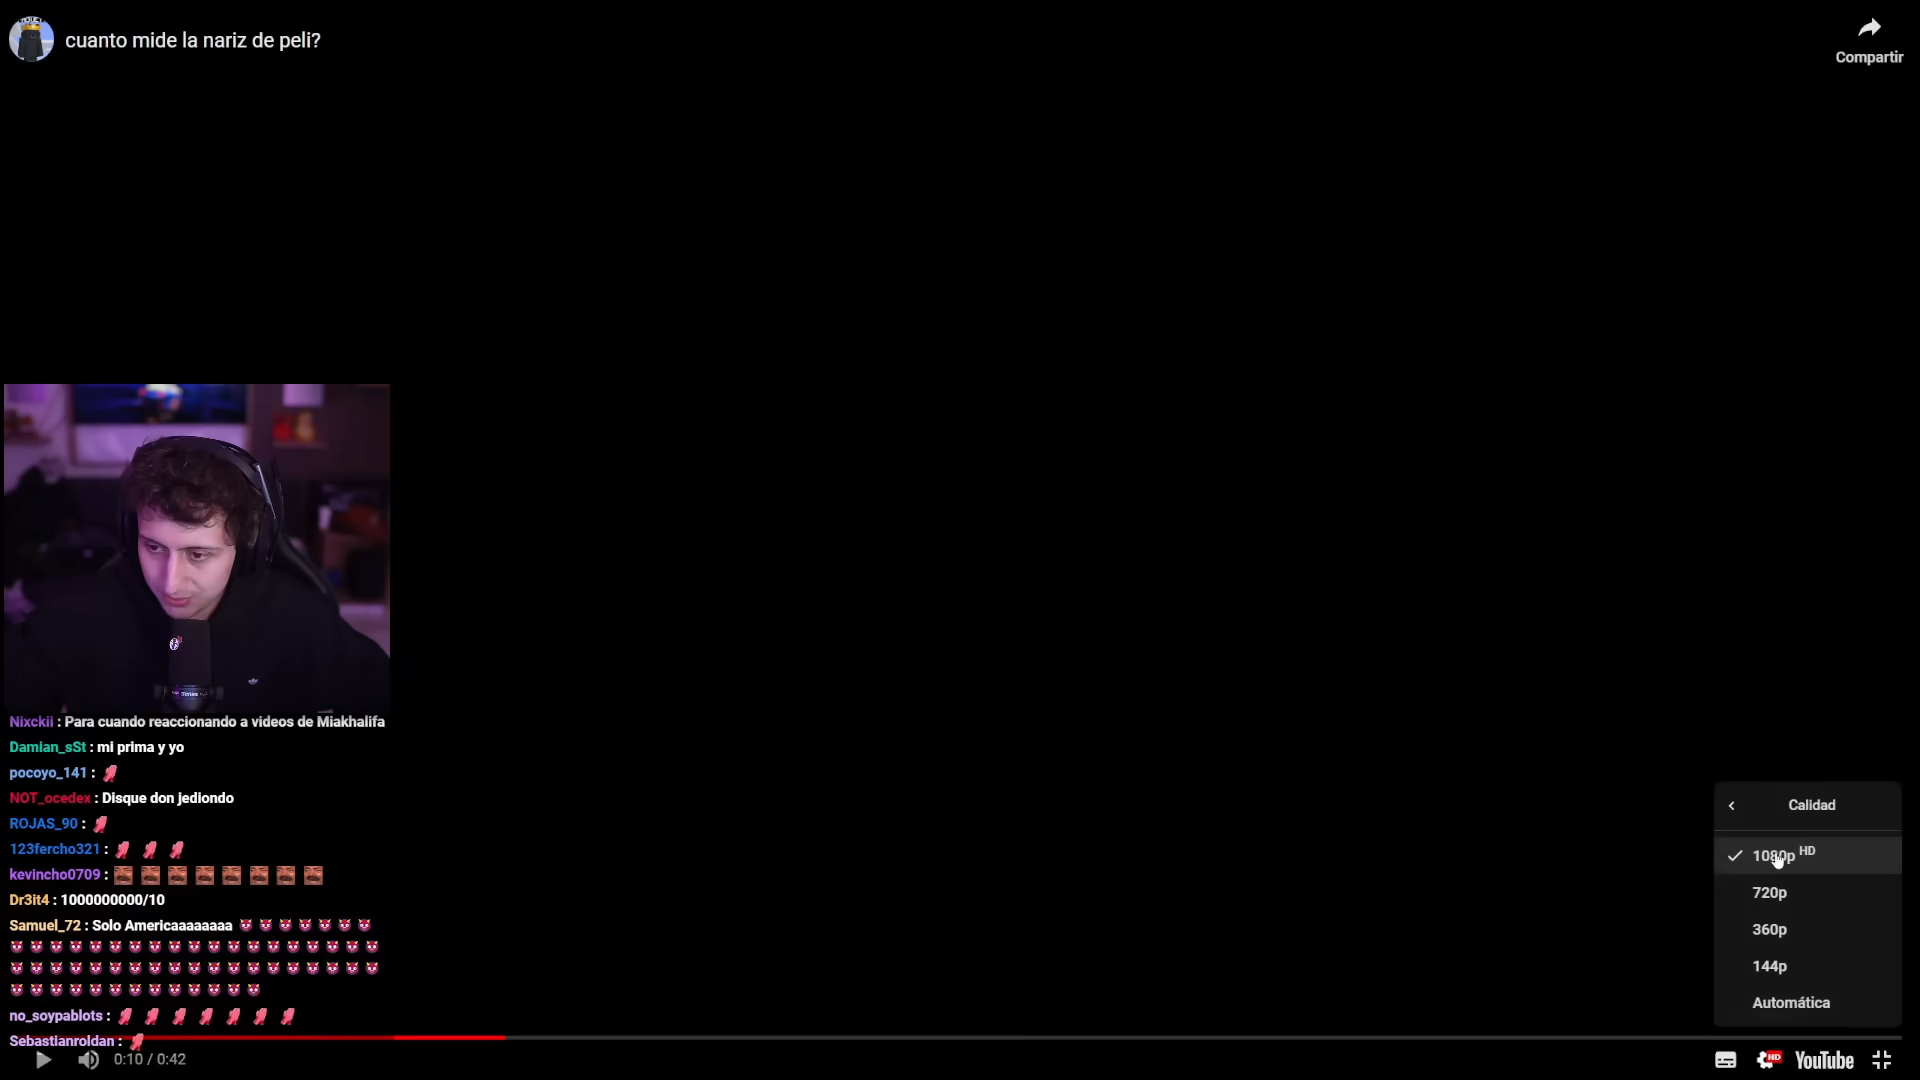 cuanto mide la nariz de peli?
Compartir
Nixckii : Para cuando reaccionando a videos de Miakhalifa
Damian_sSt : mi prima y yo
pocoyo_141 :
NOT_ocedex : Disque don jediondo
ROJAS_90 :
123fercho321 :
kevincho0709 :
Dr3it4 : 1000000000/10
Samuel_72 : Solo Americaaaaaaaa
no_soypablots :
Sebastianroldan :
Calidad
1080p HD
720p
360p
144p
Automática
0:10 / 0:42
HD
YouTube